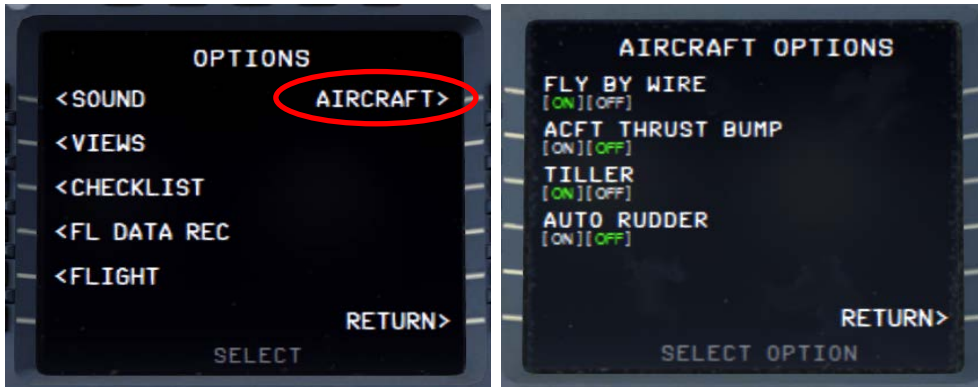 OPTIONS
<SOUND AIRCRAFT>
<VIEWS
<CHECKLIST
<FL DATA REC
<FLIGHT
RETURN>
SELECT
AIRCRAFT OPTIONS
FLY BY WIRE
[ON][OFF]
ACFT THRUST BUMP
[ON][OFF]
TILLER
[ON][OFF]
AUTO RUDDER
[ON][OFF]
RETURN>
SELECT OPTION